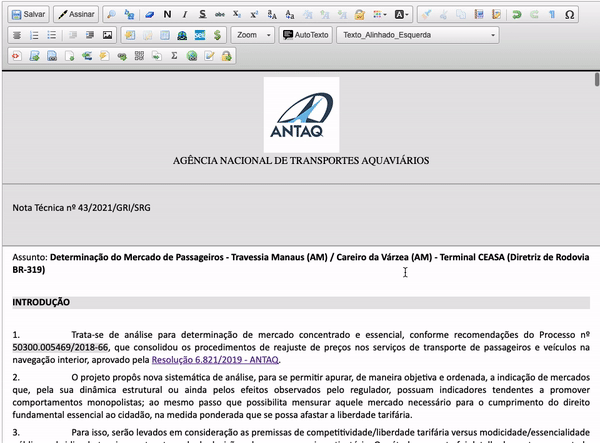 Salvar Assinar N I S abc X₂ X² aA Aa A A ¶ Ω
sei $ Zoom AutoTexto Texto_Alinhado_Esquerda
Σ
ANTAQ
AGÊNCIA NACIONAL DE TRANSPORTES AQUAVIÁRIOS
Nota Técnica nº 43/2021/GRI/SRG
Assunto: Determinação do Mercado de Passageiros - Travessia Manaus (AM) / Careiro da Várzea (AM) - Terminal CEASA (Diretriz de Rodovia
BR-319)
INTRODUÇÃO
1. Trata-se de análise para determinação de mercado concentrado e essencial, conforme recomendações do Processo nº
50300.005469/2018-66, que consolidou os procedimentos de reajuste de preços nos serviços de transporte de passageiros e veículos na
navegação interior, aprovado pela Resolução 6.821/2019 - ANTAQ.
2. O projeto propôs nova sistemática de análise, para se permitir apurar, de maneira objetiva e ordenada, a indicação de mercados
que, pela sua dinâmica estrutural ou ainda pelos efeitos observados pelo regulador, possuam indicadores tendentes a promover
comportamentos monopolistas; ao mesmo passo que possibilita mensurar aquele mercado necessário para o cumprimento do direito
fundamental essencial ao cidadão, na medida ponderada que se possa afastar a liberdade tarifária.
3. Para isso, serão levados em consideração as premissas de competitividade/liberdade tarifária versus modicidade/essencialidade